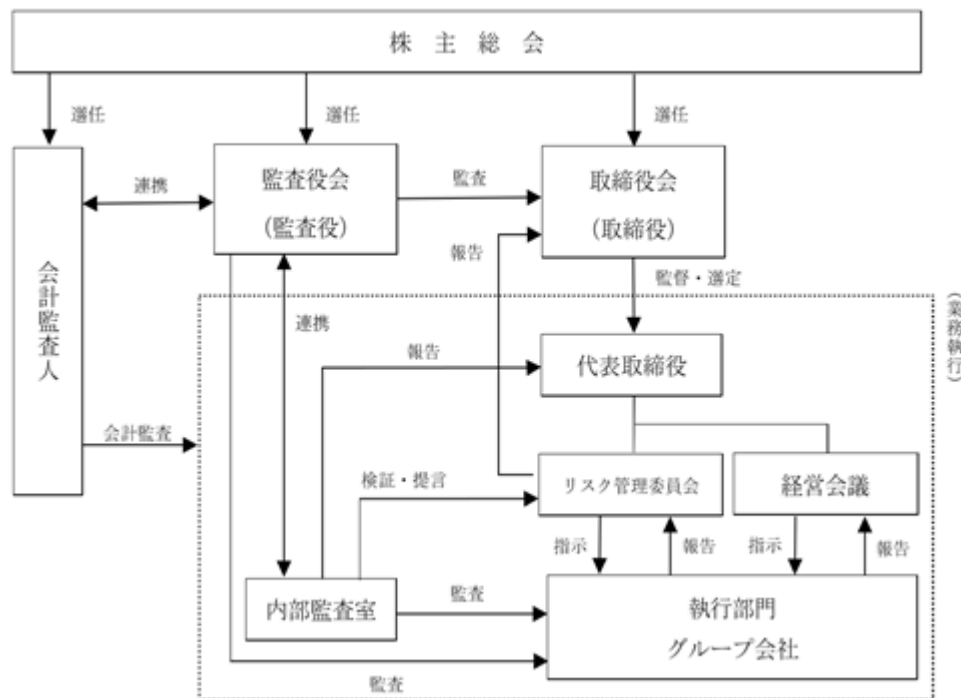 株 主 総 会
選任
選任
選任
会計監査人
連携
監査役会
(監査役)
監査
取締役会
(取締役)
報告
監督・選定
(業務執行)
連携
報告
代表取締役
会計監査
検証・提言
リスク管理委員会
経営会議
指示
報告
指示
報告
内部監査室
監査
執行部門
グループ会社
監査